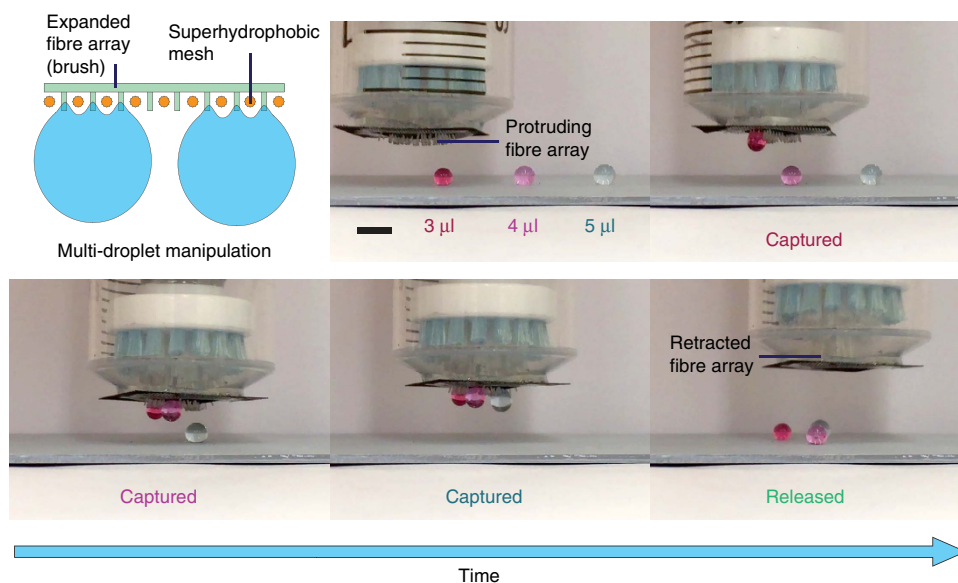 Expanded
fibre array
(brush)
Superhydrophobic
mesh
Multi-droplet manipulation
Protruding
fibre array
3 µl
4 µl
5 µl
Captured
Captured
Captured
Retracted
fibre array
Released
Time